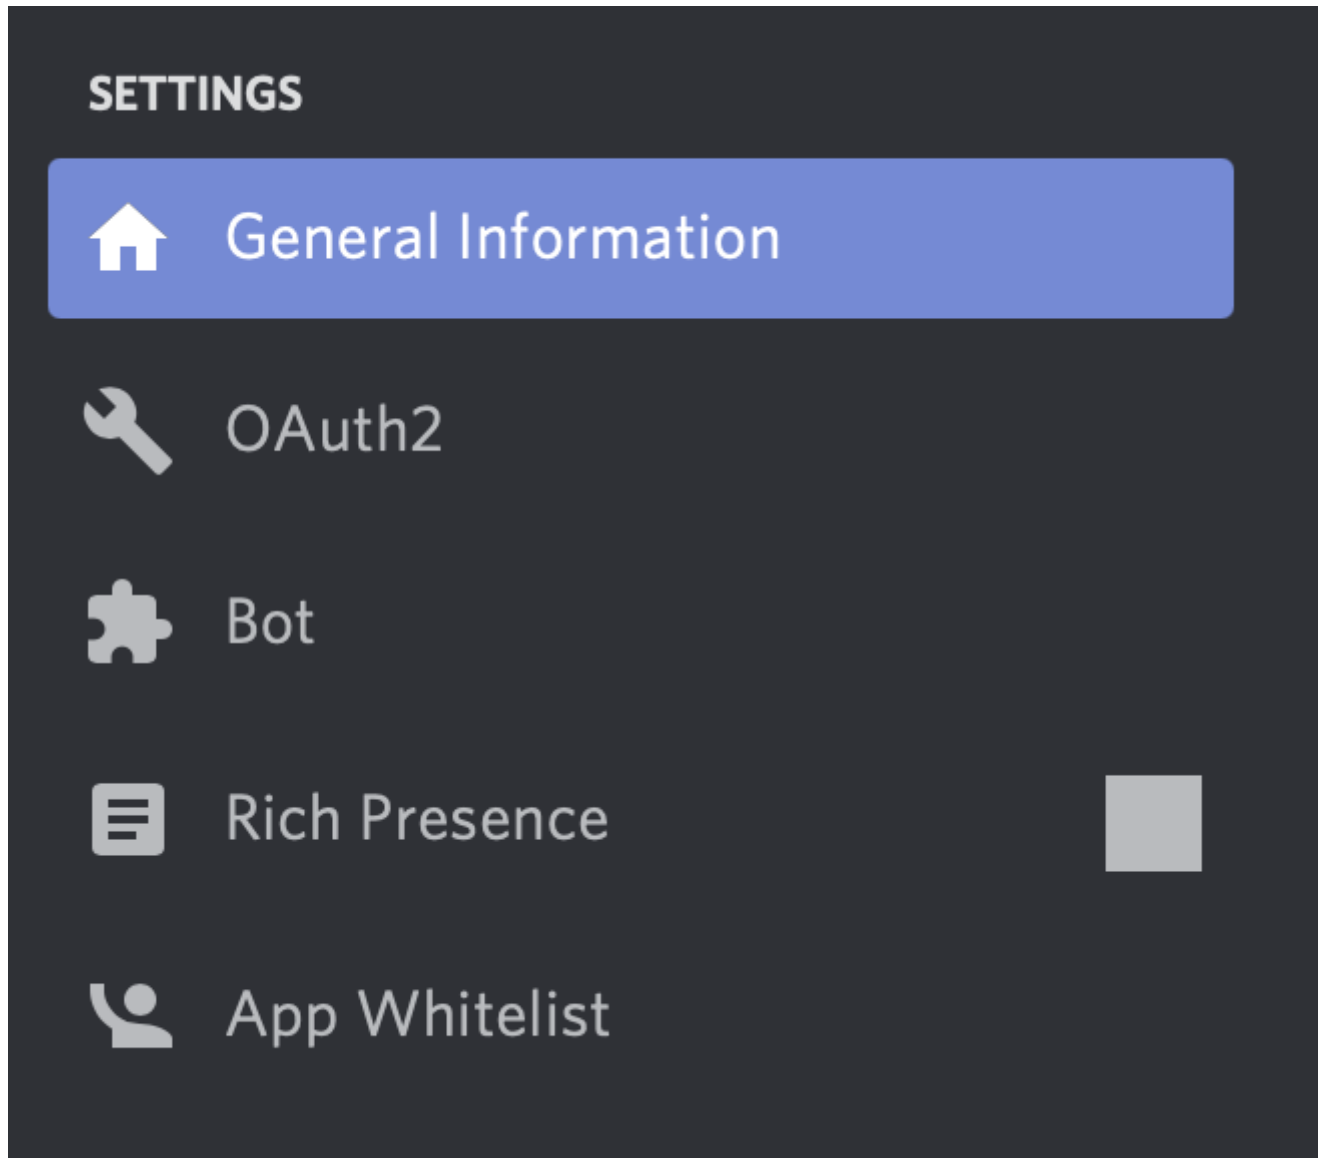 SETTINGS
General Information
OAuth2
Bot
Rich Presence
App Whitelist